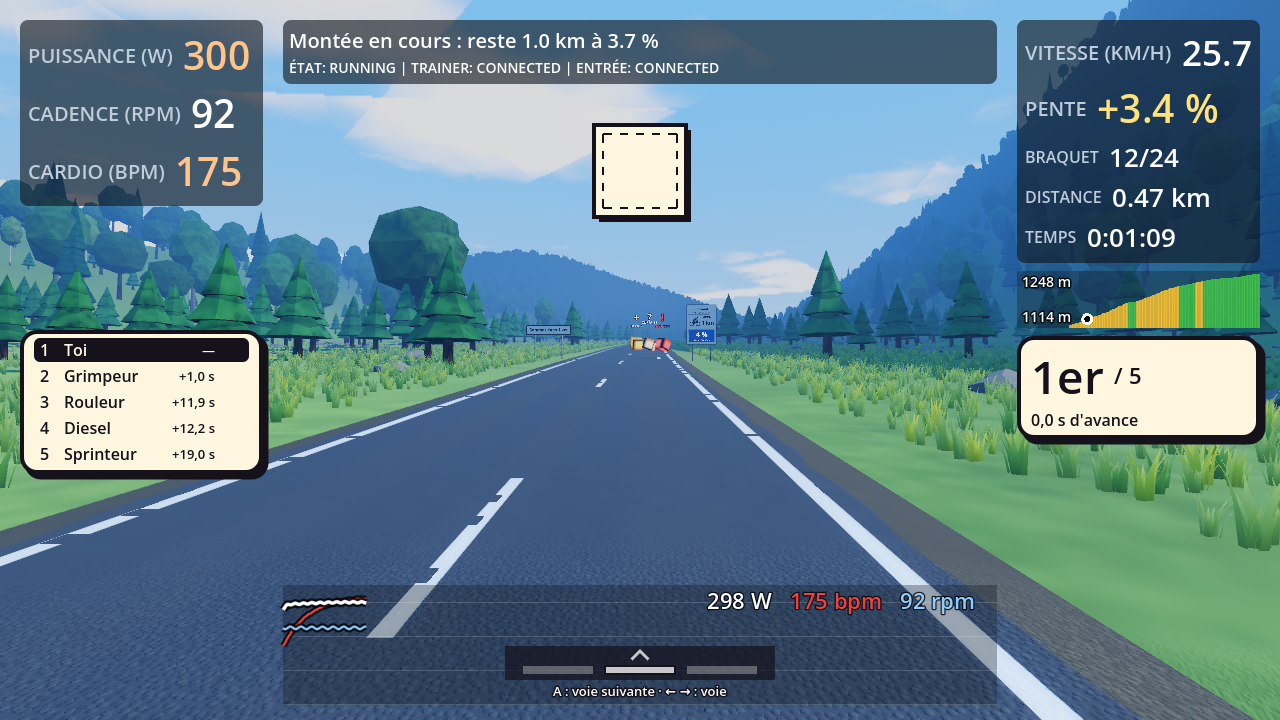 PUISSANCE (W) 300
CADENCE (RPM) 92
CARDIO (BPM) 175
Montée en cours : reste 1.0 km à 3.7 %
ÉTAT: RUNNING | TRAINER: CONNECTED | ENTRÉE: CONNECTED
VITESSE (KM/H) 25.7
PENTE +3.4 %
BRAQUET 12/24
DISTANCE 0.47 km
TEMPS 0:01:09
1248 m
1114 m
1 Toi —
2 Grimpeur +1,0 s
3 Rouleur +11,9 s
4 Diesel +12,2 s
5 Sprinteur +19,0 s
1er / 5
0,0 s d'avance
4 %
298 W 175 bpm 92 rpm
A : voie suivante · ← → : voie